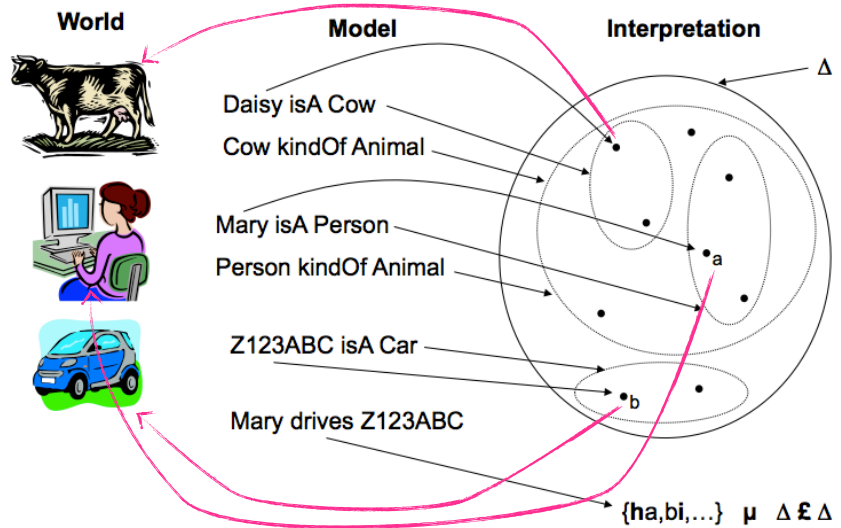 World Model Interpretation
Δ
Daisy isA Cow
Cow kindOf Animal
Mary isA Person
a
Person kindOf Animal
Z123ABC isA Car
b
Mary drives Z123ABC
{ha,bi,…} µ Δ £ Δ